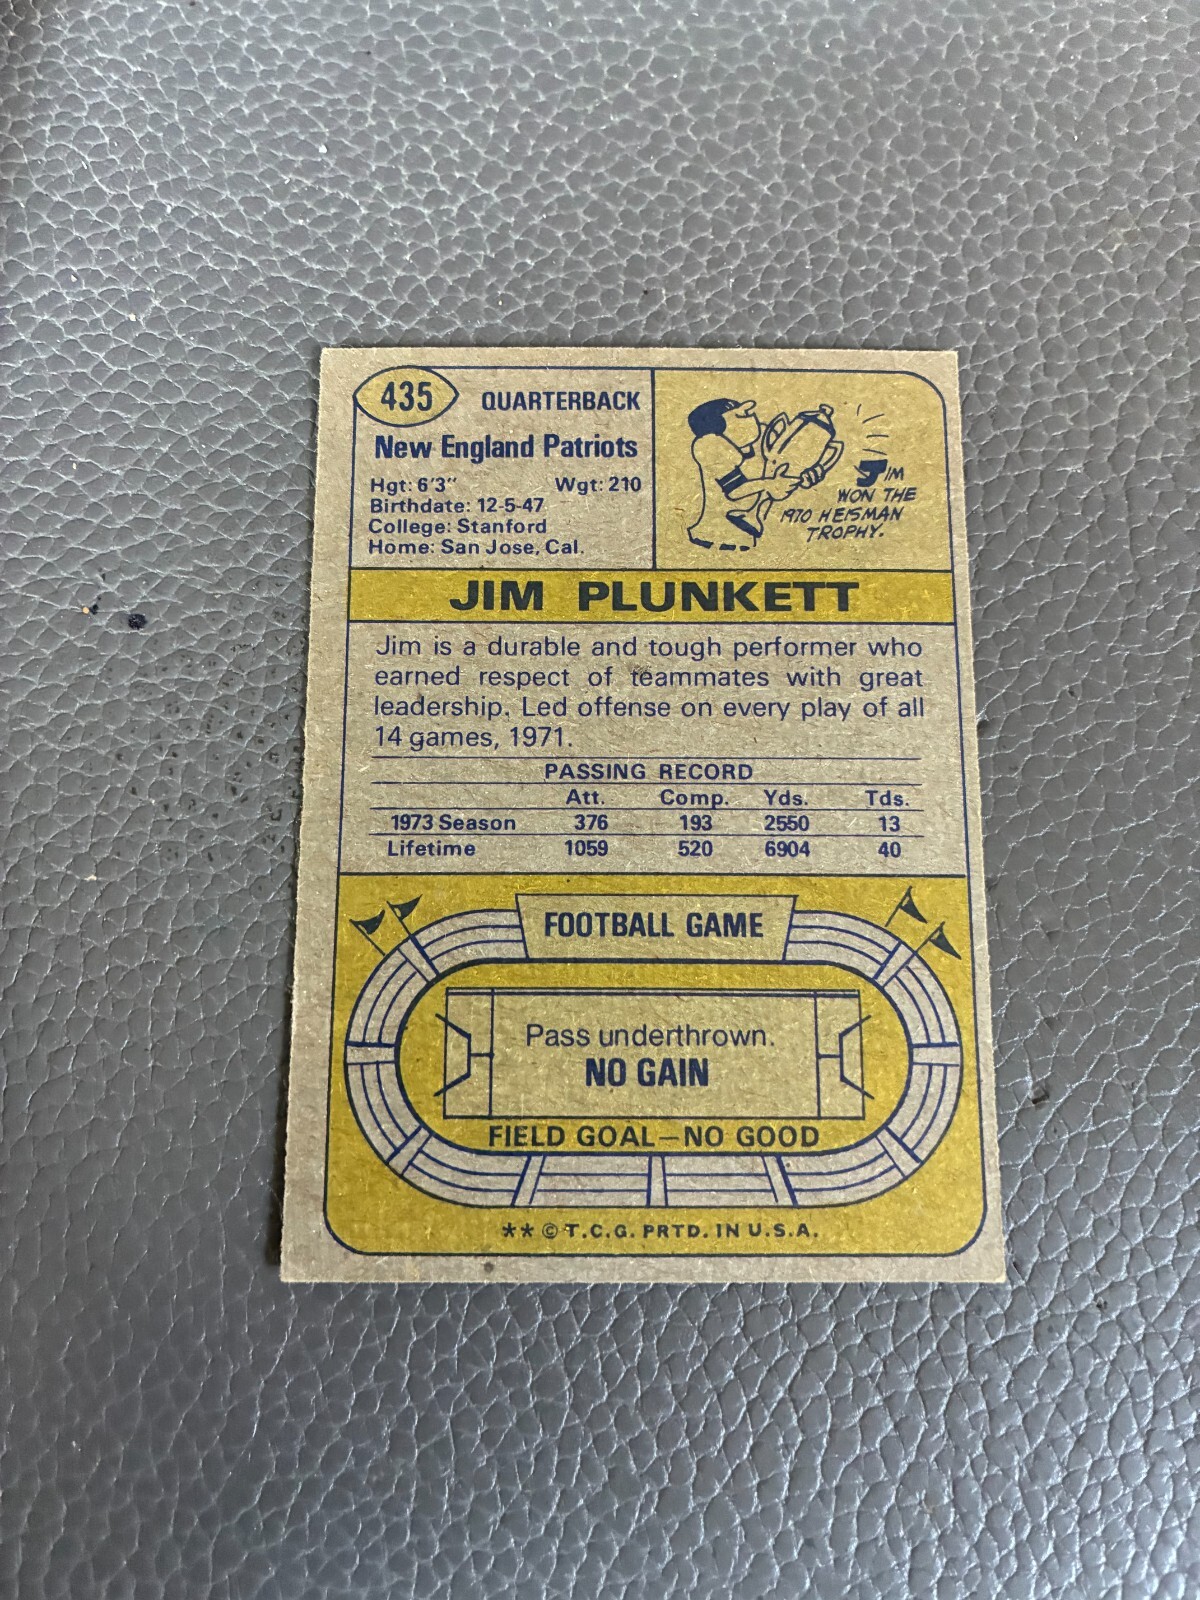 435
QUARTERBACK
New England Patriots
Hgt: 6'3" Wgt: 210
Birthdate: 12-5-47
College: Stanford
Home: San Jose, Cal.
JIM
WON THE
1970 HEISMAN
TROPHY.
JIM PLUNKETT
Jim is a durable and tough performer who
earned respect of teammates with great
leadership. Led offense on every play of all
14 games, 1971.
PASSING RECORD
Att. Comp. Yds. Tds.
1973 Season 376 193 2550 13
Lifetime 1059 520 6904 40
FOOTBALL GAME
Pass underthrown.
NO GAIN
FIELD GOAL—NO GOOD
** © T.C.G. PRTD. IN U.S.A.